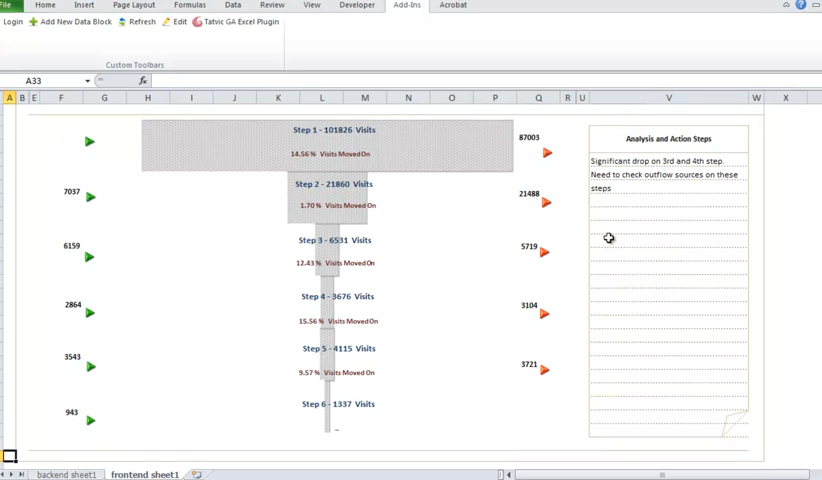 File Home Insert Page Layout Formulas Data Review View Developer Add-Ins Acrobat
Login Add New Data Block Refresh Edit Tatvic GA Excel Plugin
Custom Toolbars
A33 fx
A B E F G H I J K L M N O P Q R U V W X
Step 1 - 101826 Visits
87003
Analysis and Action Steps
14.56 % Visits Moved On
Significant drop on 3rd and 4th step.
Need to check outflow sources on these
steps
7037
Step 2 - 21860 Visits
21488
1.70 % Visits Moved On
6159
Step 3 - 6531 Visits
5719
12.43 % Visits Moved On
2864
Step 4 - 3676 Visits
3104
15.56 % Visits Moved On
3543
Step 5 - 4115 Visits
3721
9.57 % Visits Moved On
943
Step 6 - 1337 Visits
backend sheet1 frontend sheet1